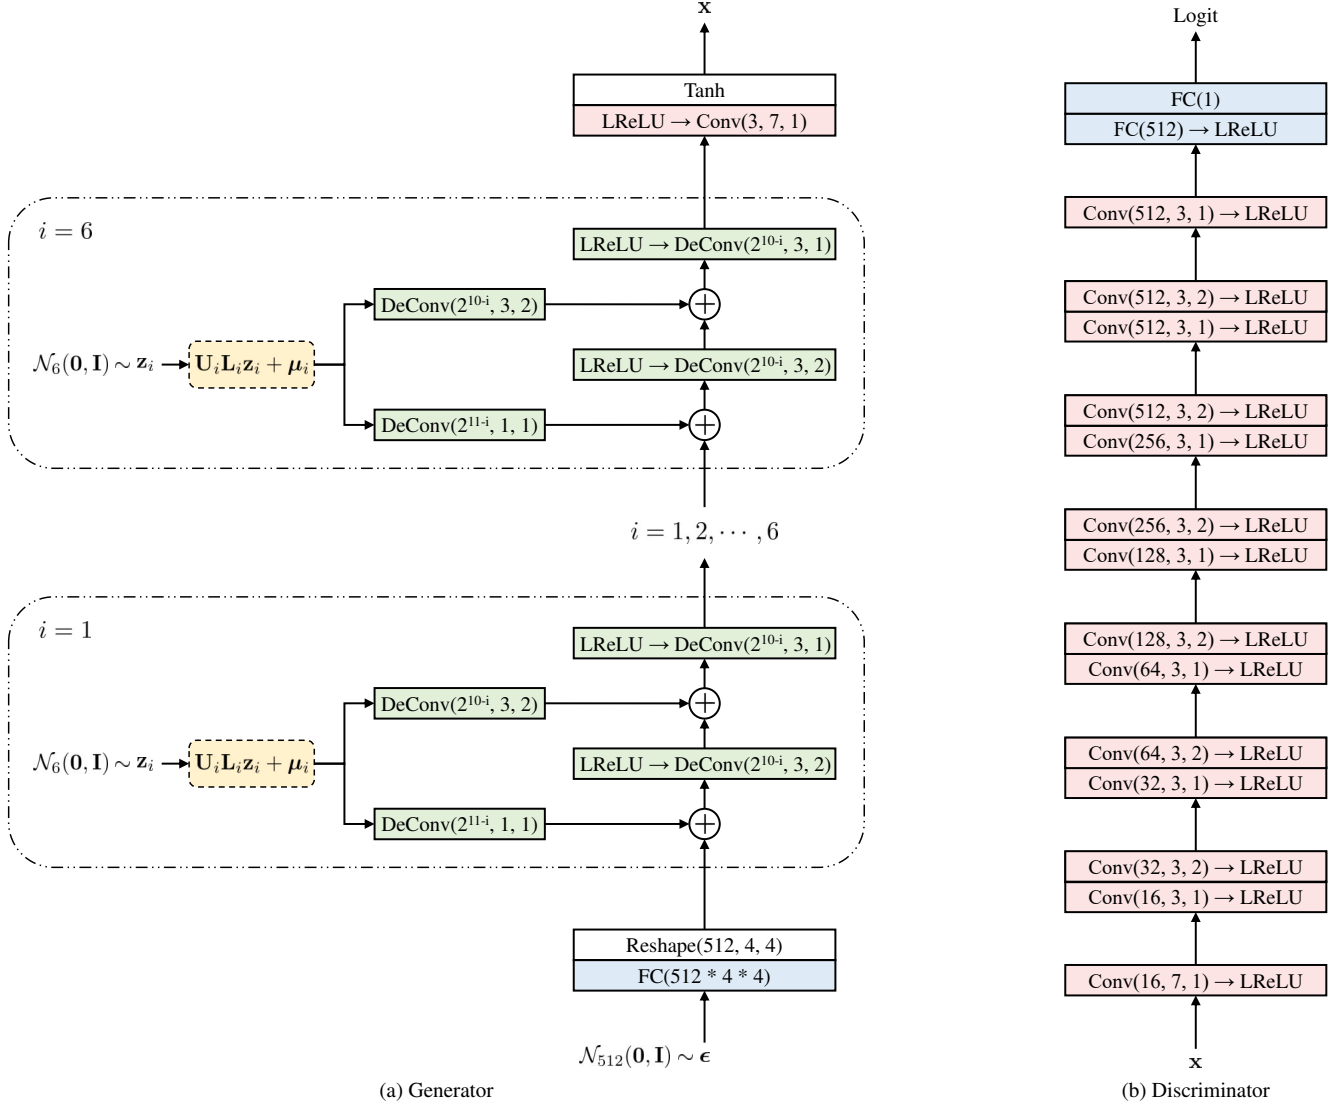 x
Tanh
LReLU → Conv(3, 7, 1)
i = 6
LReLU → DeConv(2^{10-i}, 3, 1)
DeConv(2^{10-i}, 3, 2)
𝒩₆(0, I) ∼ z_i
U_iL_iz_i + μ_i
LReLU → DeConv(2^{10-i}, 3, 2)
DeConv(2^{11-i}, 1, 1)
i = 1, 2, ⋯ , 6
i = 1
LReLU → DeConv(2^{10-i}, 3, 1)
DeConv(2^{10-i}, 3, 2)
𝒩₆(0, I) ∼ z_i
U_iL_iz_i + μ_i
LReLU → DeConv(2^{10-i}, 3, 2)
DeConv(2^{11-i}, 1, 1)
Reshape(512, 4, 4)
FC(512 * 4 * 4)
𝒩₅₁₂(0, I) ∼ ϵ
(a) Generator
Logit
FC(1)
FC(512) → LReLU
Conv(512, 3, 1) → LReLU
Conv(512, 3, 2) → LReLU
Conv(512, 3, 1) → LReLU
Conv(512, 3, 2) → LReLU
Conv(256, 3, 1) → LReLU
Conv(256, 3, 2) → LReLU
Conv(128, 3, 1) → LReLU
Conv(128, 3, 2) → LReLU
Conv(64, 3, 1) → LReLU
Conv(64, 3, 2) → LReLU
Conv(32, 3, 1) → LReLU
Conv(32, 3, 2) → LReLU
Conv(16, 3, 1) → LReLU
Conv(16, 7, 1) → LReLU
x
(b) Discriminator